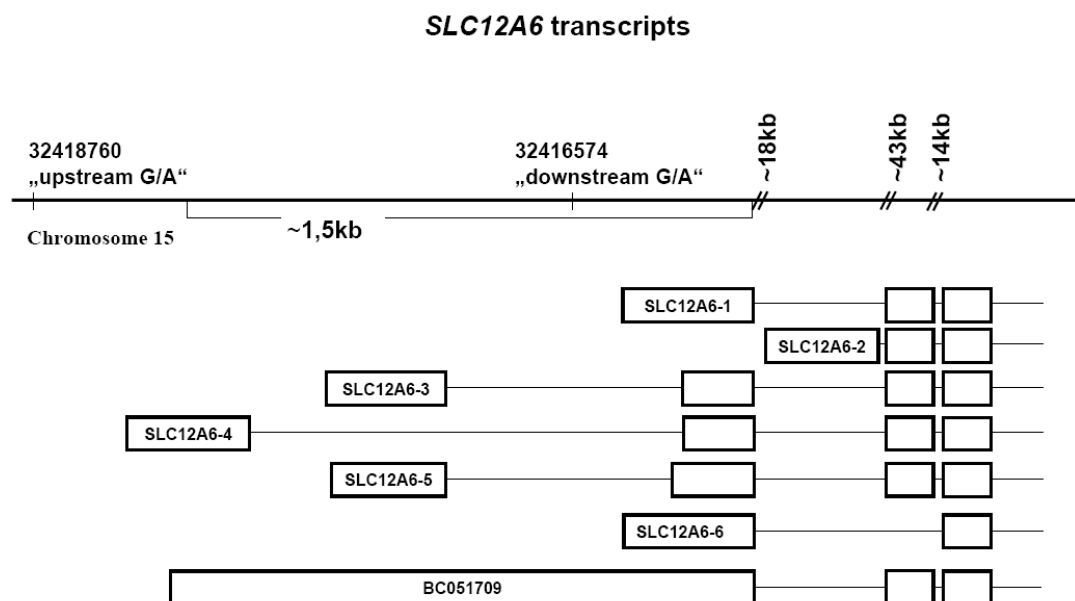 SLC12A6 transcripts
~18kb
~43kb
~14kb
32418760
„upstream G/A“
32416574
„downstream G/A“
~1,5kb
Chromosome 15
SLC12A6-1
SLC12A6-2
SLC12A6-3
SLC12A6-4
SLC12A6-5
SLC12A6-6
BC051709